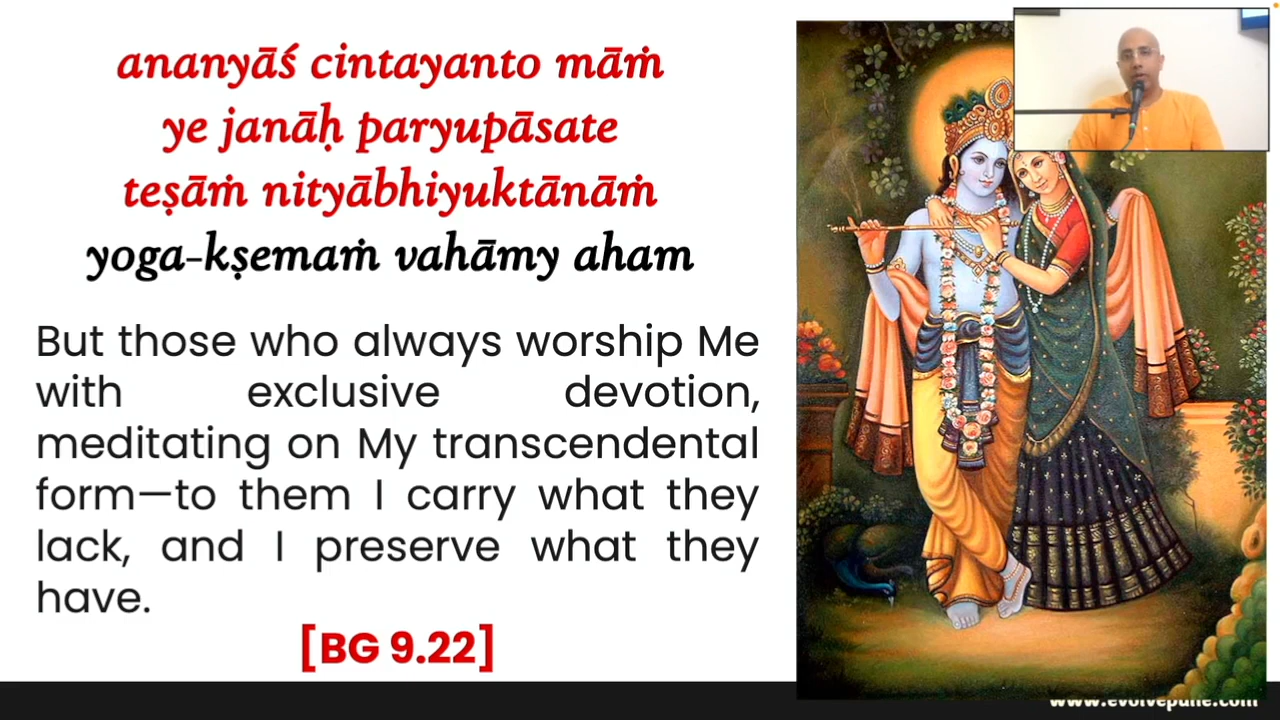 ananyāś cintayanto māṁ
ye janāḥ paryupāsate
teṣāṁ nityābhiyuktānāṁ
yoga-kṣemaṁ vahāmy aham
But those who always worship Me
with exclusive devotion,
meditating on My transcendental
form—to them I carry what they
lack, and I preserve what they
have.
[BG 9.22]
www.evolvepune.com